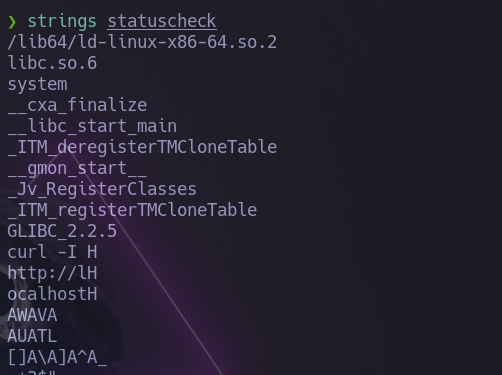 ❯ strings statuscheck
/lib64/ld-linux-x86-64.so.2
libc.so.6
system
__cxa_finalize
__libc_start_main
_ITM_deregisterTMCloneTable
__gmon_start__
_Jv_RegisterClasses
_ITM_registerTMCloneTable
GLIBC_2.2.5
curl -I H
http://lH
ocalhostH
AWAVA
AUATL
[]A\A]A^A_